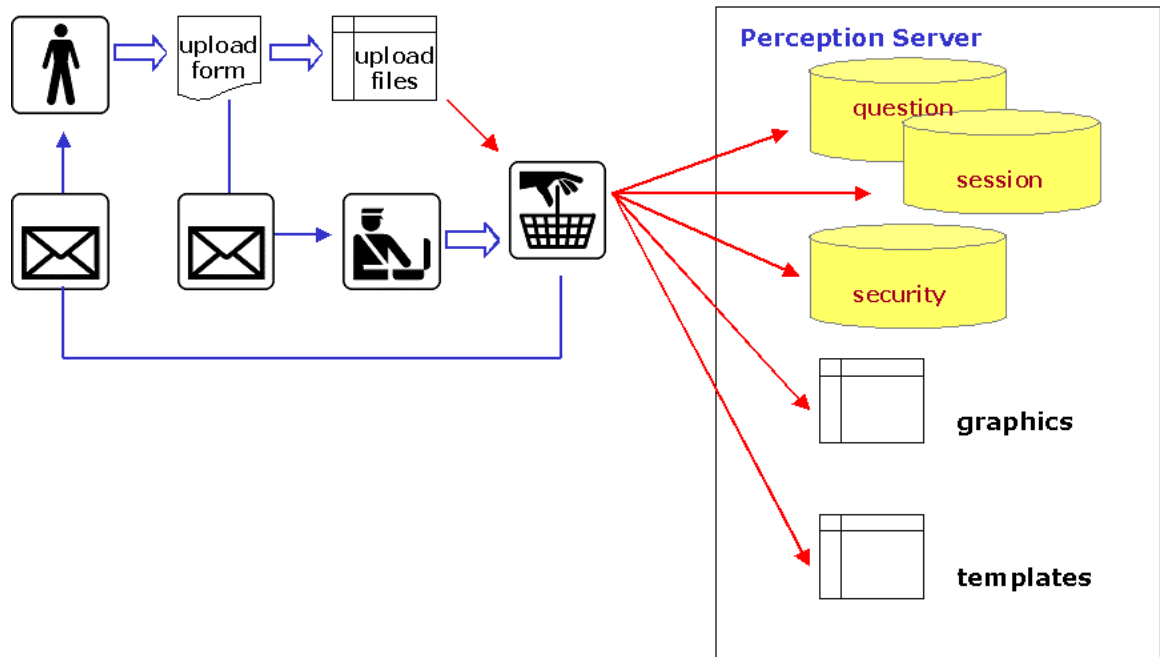 upload
form
upload
files
Perception Server
question
session
security
graphics
templates